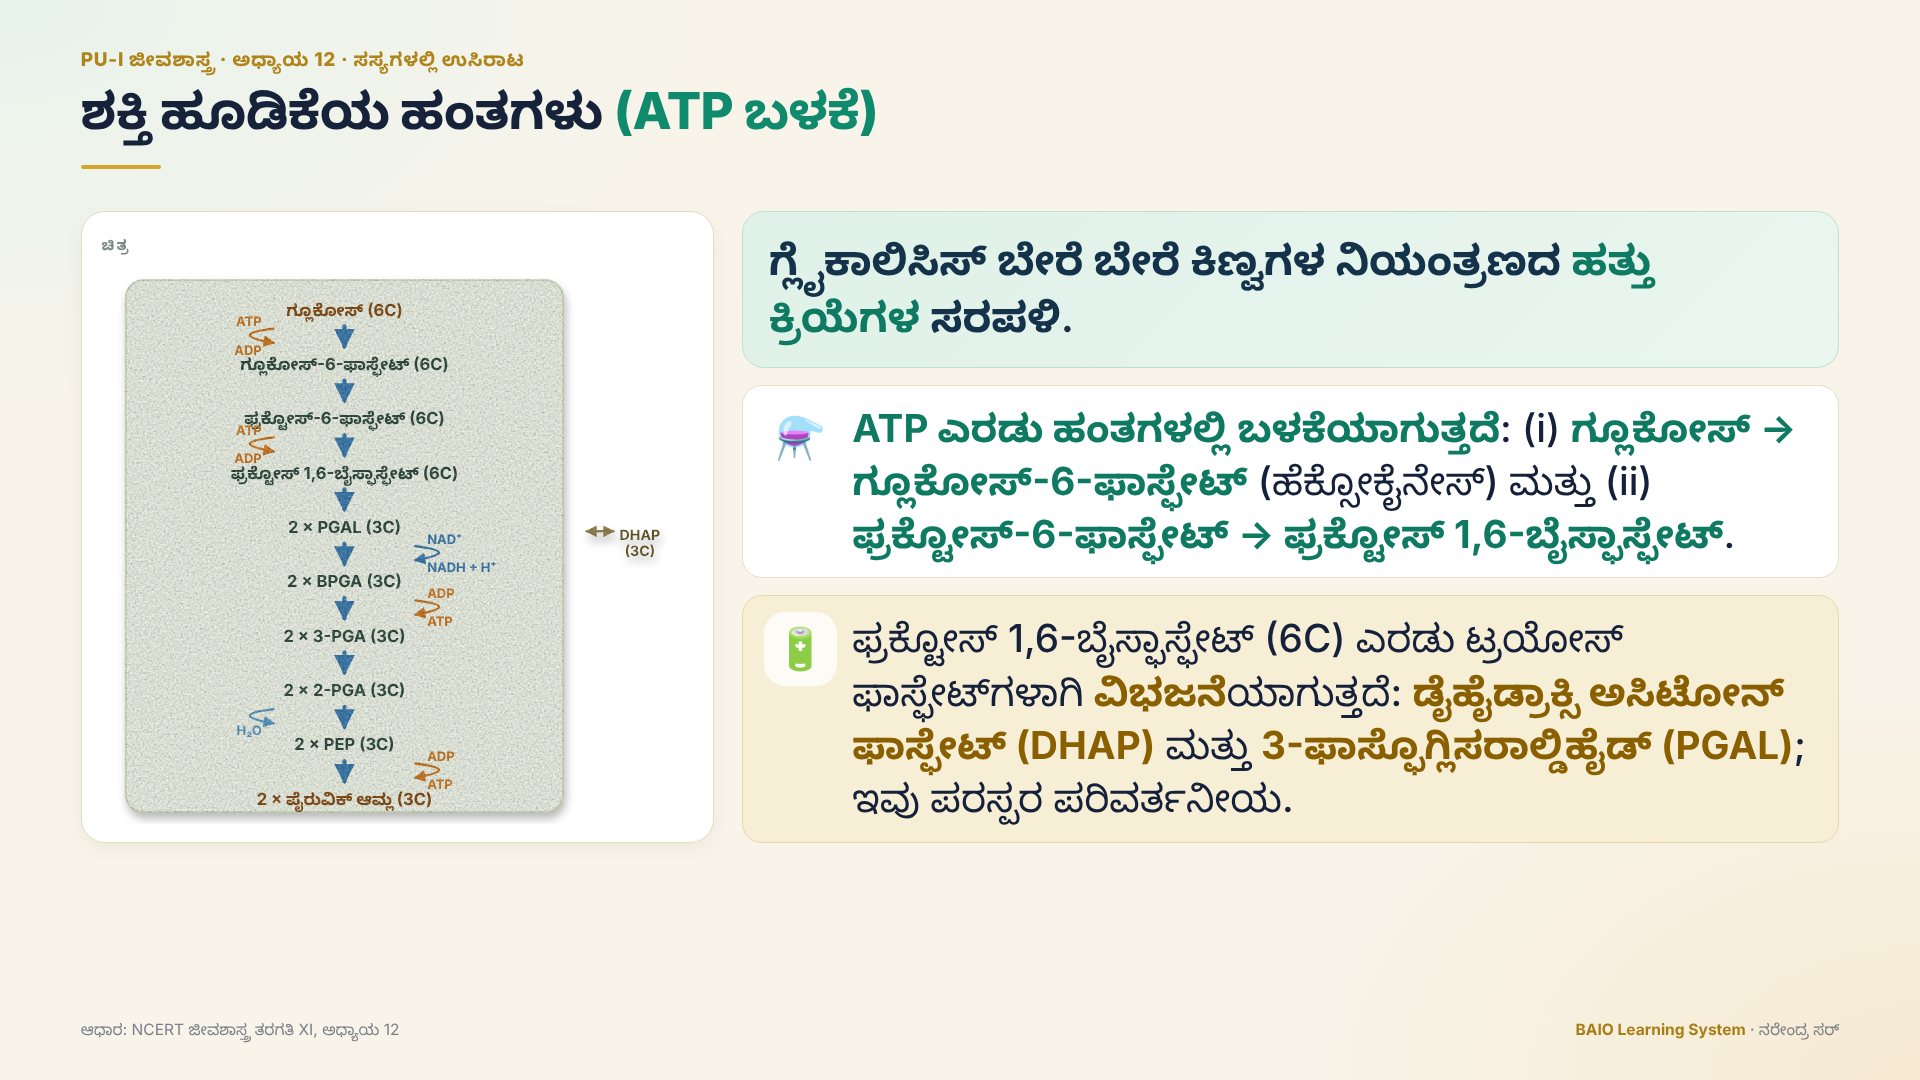 PU-I ಜೀವಶಾಸ್ತ್ರ · ಅಧ್ಯಾಯ 12 · ಸಸ್ಯಗಳಲ್ಲಿ ಉಸಿರಾಟ
ಶಕ್ತಿ ಹೂಡಿಕೆಯ ಹಂತಗಳು (ATP ಬಳಕೆ)
ಚಿತ್ರ
ಗ್ಲೂಕೋಸ್ (6C)
ATP
ADP
ಗ್ಲೂಕೋಸ್-6-ಫಾಸ್ಫೇಟ್ (6C)
ಫ್ರಕ್ಟೋಸ್-6-ಫಾಸ್ಫೇಟ್ (6C)
ATP
ADP
ಫ್ರಕ್ಟೋಸ್ 1,6-ಬೈಸ್ಫಾಸ್ಫೇಟ್ (6C)
2 × PGAL (3C)
DHAP
(3C)
NAD⁺
NADH + H⁺
2 × BPGA (3C)
ADP
ATP
2 × 3-PGA (3C)
2 × 2-PGA (3C)
H₂O
2 × PEP (3C)
ADP
ATP
2 × ಪೈರುವಿಕ್ ಆಮ್ಲ (3C)
ಗ್ಲೈಕಾಲಿಸಿಸ್ ಬೇರೆ ಬೇರೆ ಕಿಣ್ವಗಳ ನಿಯಂತ್ರಣದ ಹತ್ತು
ಕ್ರಿಯೆಗಳ ಸರಪಳಿ.
ATP ಎರಡು ಹಂತಗಳಲ್ಲಿ ಬಳಕೆಯಾಗುತ್ತದೆ: (i) ಗ್ಲೂಕೋಸ್ →
ಗ್ಲೂಕೋಸ್-6-ಫಾಸ್ಫೇಟ್ (ಹೆಕ್ಸೋಕೈನೇಸ್) ಮತ್ತು (ii)
ಫ್ರಕ್ಟೋಸ್-6-ಫಾಸ್ಫೇಟ್ → ಫ್ರಕ್ಟೋಸ್ 1,6-ಬೈಸ್ಫಾಸ್ಫೇಟ್.
ಫ್ರಕ್ಟೋಸ್ 1,6-ಬೈಸ್ಫಾಸ್ಫೇಟ್ (6C) ಎರಡು ಟ್ರಯೋಸ್
ಫಾಸ್ಫೇಟ್‌ಗಳಾಗಿ ವಿಭಜನೆಯಾಗುತ್ತದೆ: ಡೈಹೈಡ್ರಾಕ್ಸಿ ಅಸಿಟೋನ್
ಫಾಸ್ಫೇಟ್ (DHAP) ಮತ್ತು 3-ಫಾಸ್ಫೊಗ್ಲಿಸರಾಲ್ಡಿಹೈಡ್ (PGAL);
ಇವು ಪರಸ್ಪರ ಪರಿವರ್ತನೀಯ.
ಆಧಾರ: NCERT ಜೀವಶಾಸ್ತ್ರ ತರಗತಿ XI, ಅಧ್ಯಾಯ 12
BAIO Learning System · ನರೇಂದ್ರ ಸರ್